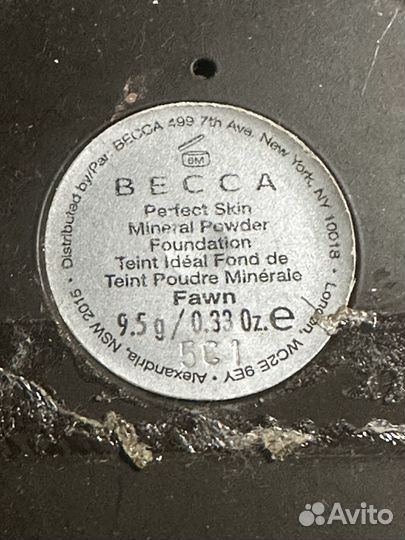 Distributed by/Par: BECCA 499 7th Ave. New York, NY 10018 • London, WC2E 9EY • Alexandria, NSW 2015 •
6M
BECCA
Perfect Skin
Mineral Powder
Foundation
Teint Idéal Fond de
Teint Poudre Minérale
Fawn
9.5 g / 0.33 Oz. e
5C1
Avito